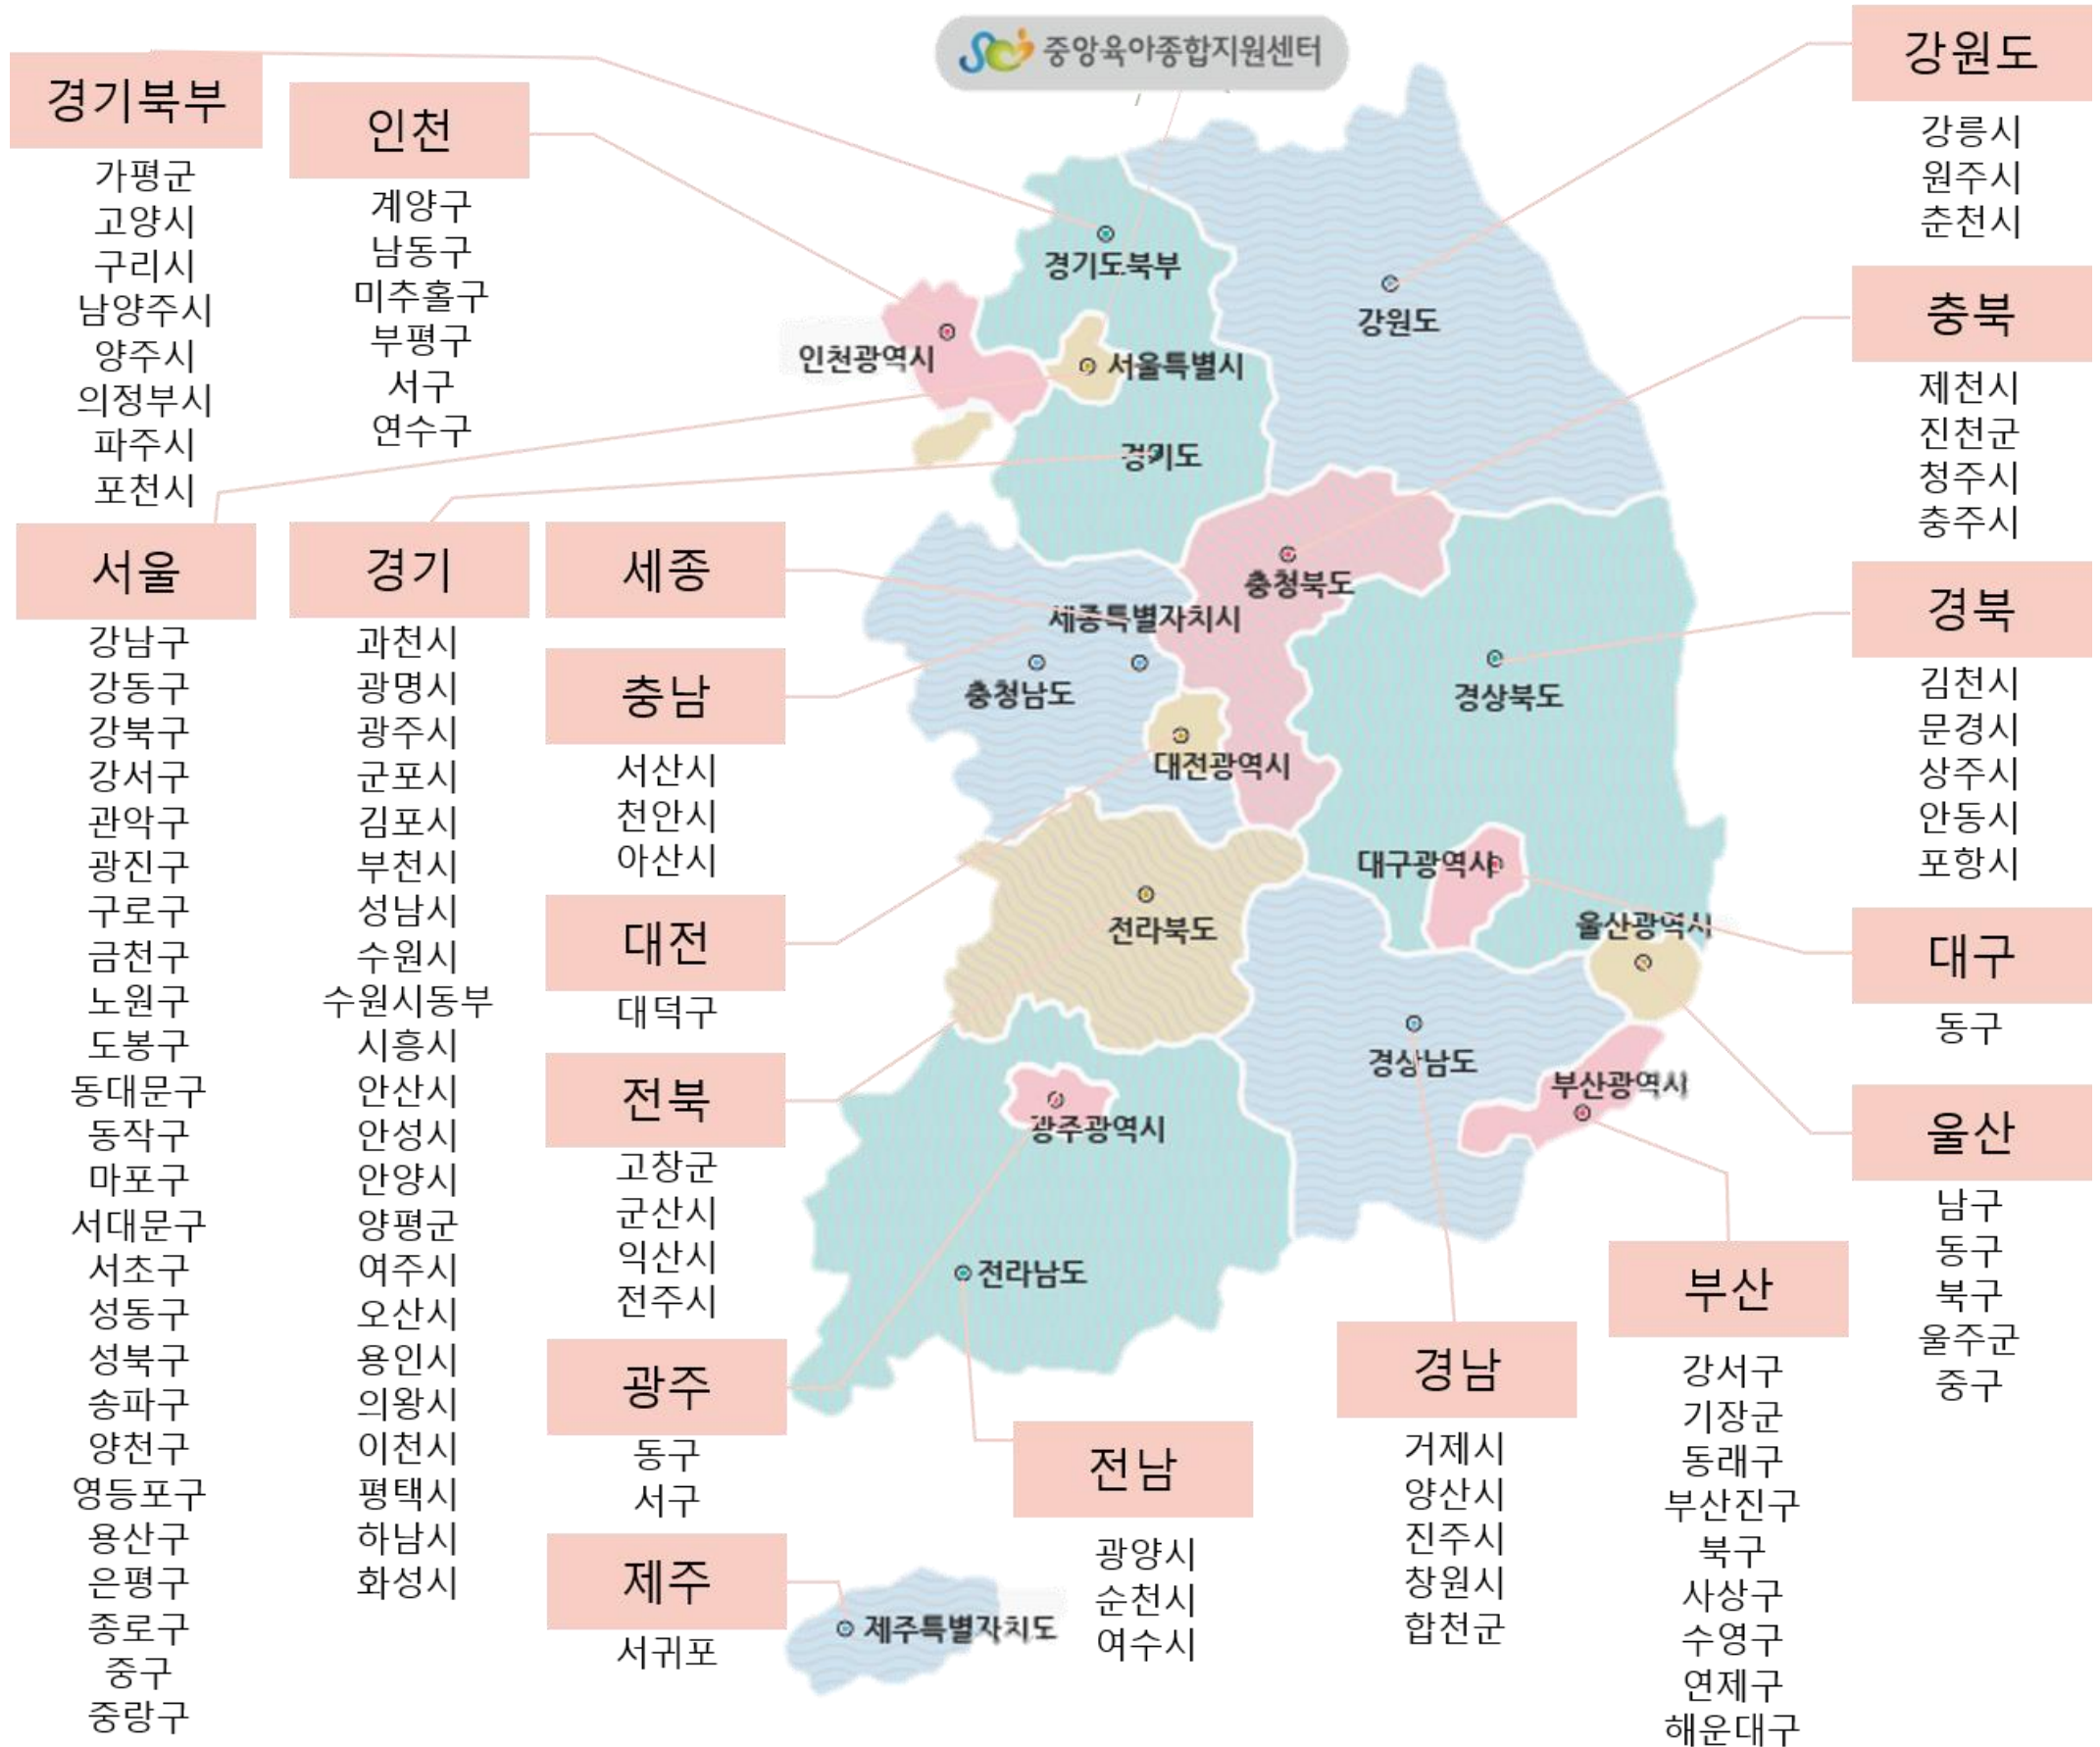 중앙육아종합지원센터
경기북부
가평군
고양시
구리시
남양주시
양주시
의정부시
파주시
포천시
인천
계양구
남동구
미추홀구
부평구
서구
연수구
서울
강남구
강동구
강북구
강서구
관악구
광진구
구로구
금천구
노원구
도봉구
동대문구
동작구
마포구
서대문구
서초구
성동구
성북구
송파구
양천구
영등포구
용산구
은평구
종로구
중구
중랑구
경기
과천시
광명시
광주시
군포시
김포시
부천시
성남시
수원시
수원시동부
시흥시
안산시
안성시
안양시
양평군
여주시
오산시
용인시
의왕시
이천시
평택시
하남시
화성시
세종
충남
서산시
천안시
아산시
대전
대덕구
전북
고창군
군산시
익산시
전주시
광주
동구
서구
제주
서귀포
경기도북부
강원도
인천광역시
서울특별시
경기도
충청북도
세종특별자치시
충청남도
경상북도
대전광역시
대구광역시
전라북도
울산광역시
경상남도
부산광역시
광주광역시
전라남도
제주특별자치도
전남
광양시
순천시
여수시
경남
거제시
양산시
진주시
창원시
합천군
부산
강서구
기장군
동래구
부산진구
북구
사상구
수영구
연제구
해운대구
강원도
강릉시
원주시
춘천시
충북
제천시
진천군
청주시
충주시
경북
김천시
문경시
상주시
안동시
포항시
대구
동구
울산
남구
동구
북구
울주군
중구